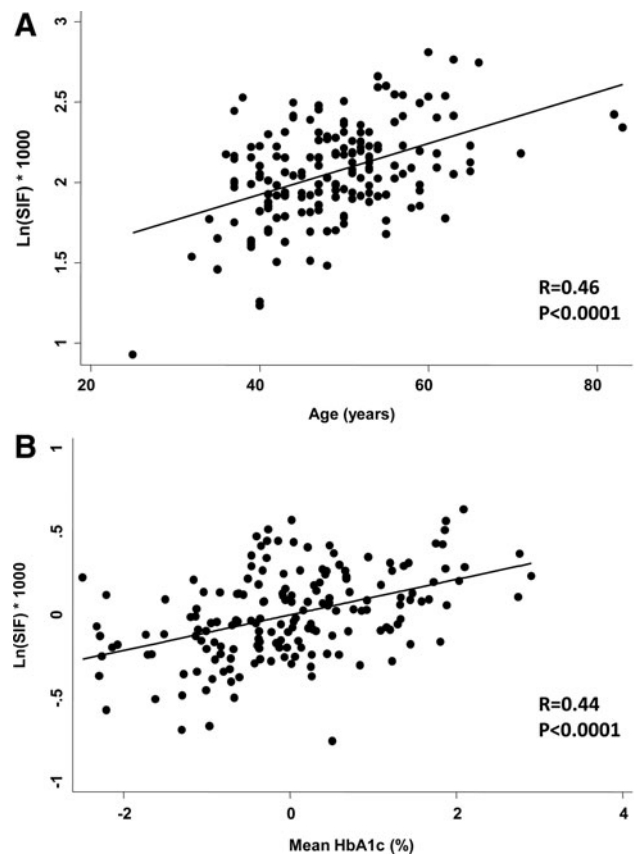 A
3
2.5
2
1.5
1
Ln(SIF) * 1000
R=0.46
P<0.0001
20 40 60 80
Age (years)
B
1
.5
0
-.5
-1
Ln(SIF) * 1000
R=0.44
P<0.0001
-2 0 2 4
Mean HbA1c (%)